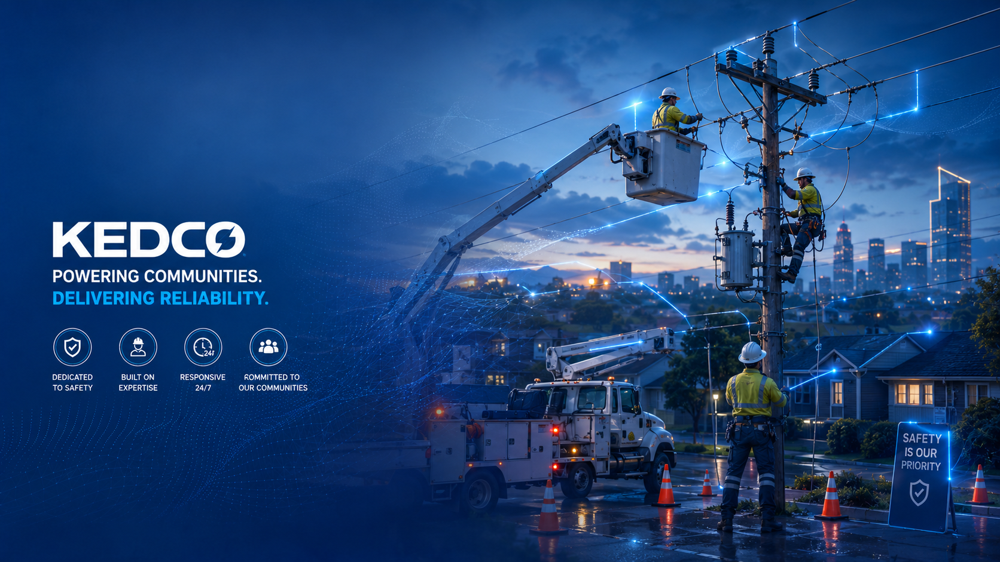 KEDCO
POWERING COMMUNITIES.
DELIVERING RELIABILITY.
24/
DEDICATED
TO SAFETY
BUILT ON
EXPERTISE
RESPONSIVE
24/7
ROMMITTED TO
OUR COMMUNITIES
SAFETY
IS OUR
PRIORITY